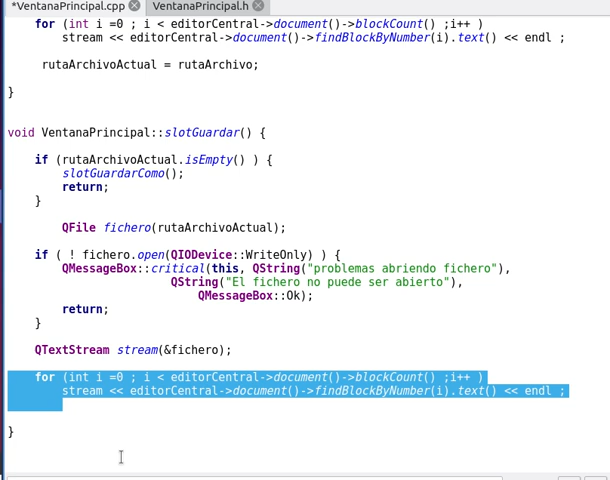 *VentanaPrincipal.cpp VentanaPrincipal.h
for (int i =0 ; i < editorCentral->document()->blockCount() ;i++ )
stream << editorCentral->document()->findBlockByNumber(i).text() << endl ;
rutaArchivoActual = rutaArchivo;
}
void VentanaPrincipal::slotGuardar() {
if (rutaArchivoActual.isEmpty() ) {
slotGuardarComo();
return;
}
QFile fichero(rutaArchivoActual);
if ( ! fichero.open(QIODevice::WriteOnly) ) {
QMessageBox::critical(this, QString("problemas abriendo fichero"),
QString("El fichero no puede ser abierto"),
QMessageBox::Ok);
return;
}
QTextStream stream(&fichero);
for (int i =0 ; i < editorCentral->document()->blockCount() ;i++ )
stream << editorCentral->document()->findBlockByNumber(i).text() << endl ;
}